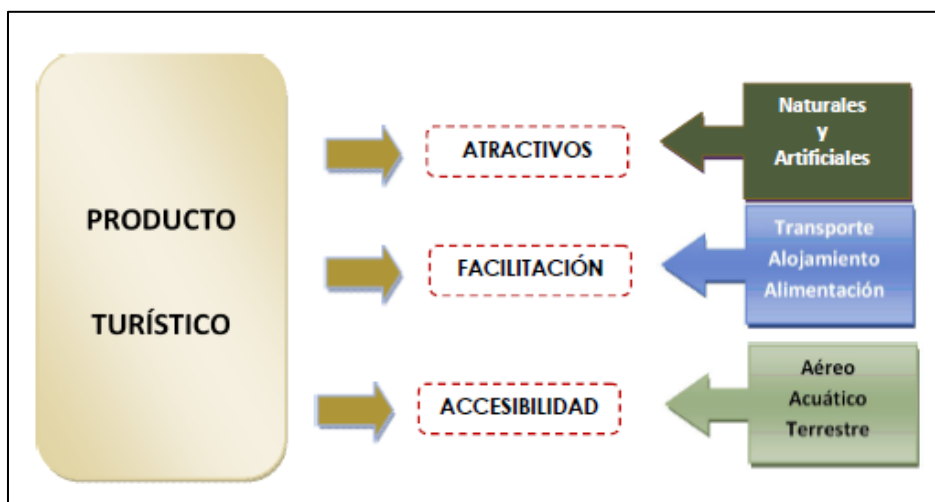 PRODUCTO
TURÍSTICO
ATRACTIVOS
Naturales
y
Artificiales
FACILITACIÓN
Transporte
Alojamiento
Alimentación
ACCESIBILIDAD
Aéreo
Acuático
Terrestre